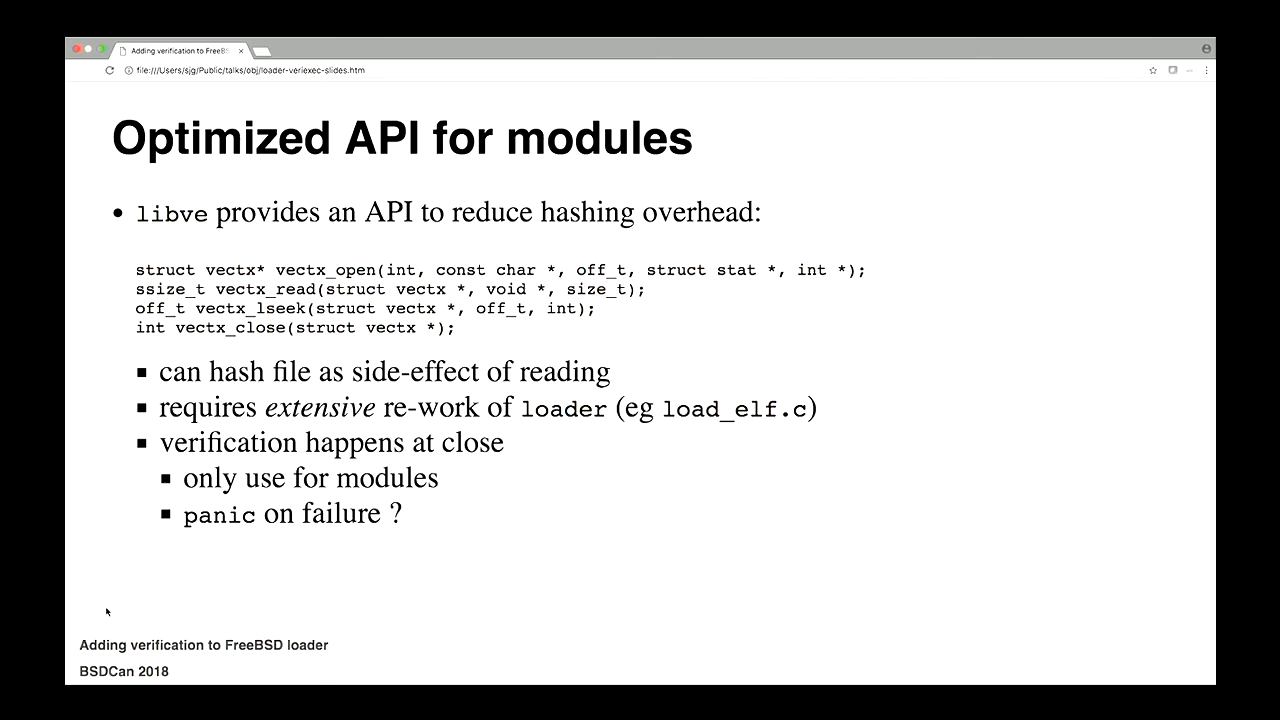 Adding verification to FreeBS
file:///Users/sjg/Public/talks/obj/loader-veriexec-slides.htm
Optimized API for modules
• libve provides an API to reduce hashing overhead:
struct vectx* vectx_open(int, const char *, off_t, struct stat *, int *);
ssize_t vectx_read(struct vectx *, void *, size_t);
off_t vectx_lseek(struct vectx *, off_t, int);
int vectx_close(struct vectx *);
▪ can hash file as side-effect of reading
▪ requires extensive re-work of loader (eg load_elf.c)
▪ verification happens at close
▪ only use for modules
▪ panic on failure ?
Adding verification to FreeBSD loader
BSDCan 2018